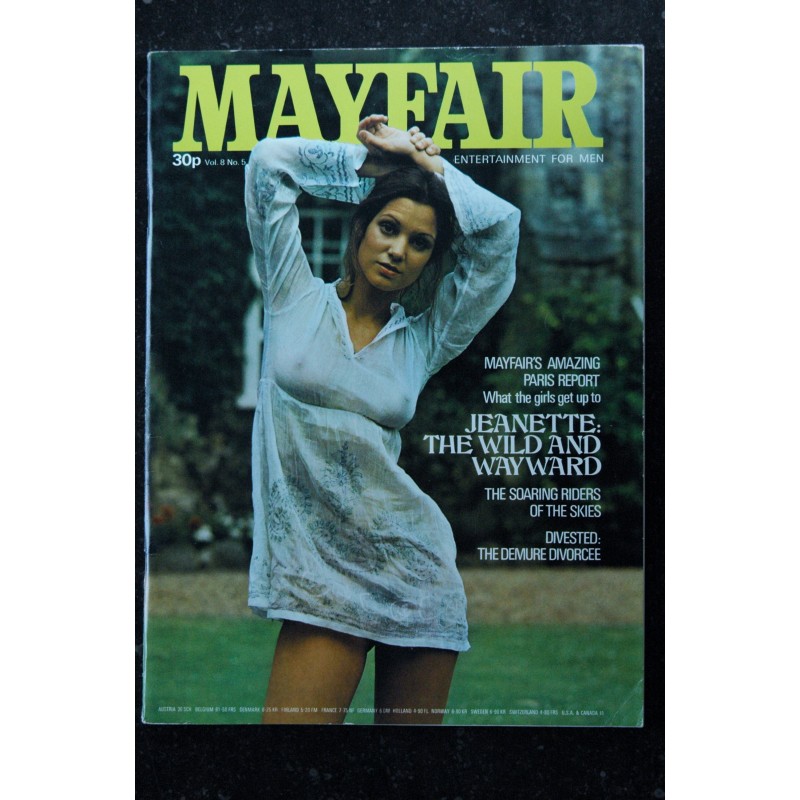 MAYFAIR
30p Vol. 8 No. 5
ENTERTAINMENT FOR MEN
MAYFAIR'S AMAZING
PARIS REPORT
What the girls get up to
JEANETTE:
THE WILD AND
WAYWARD
THE SOARING RIDERS
OF THE SKIES
DIVESTED:
THE DEMURE DIVORCEE